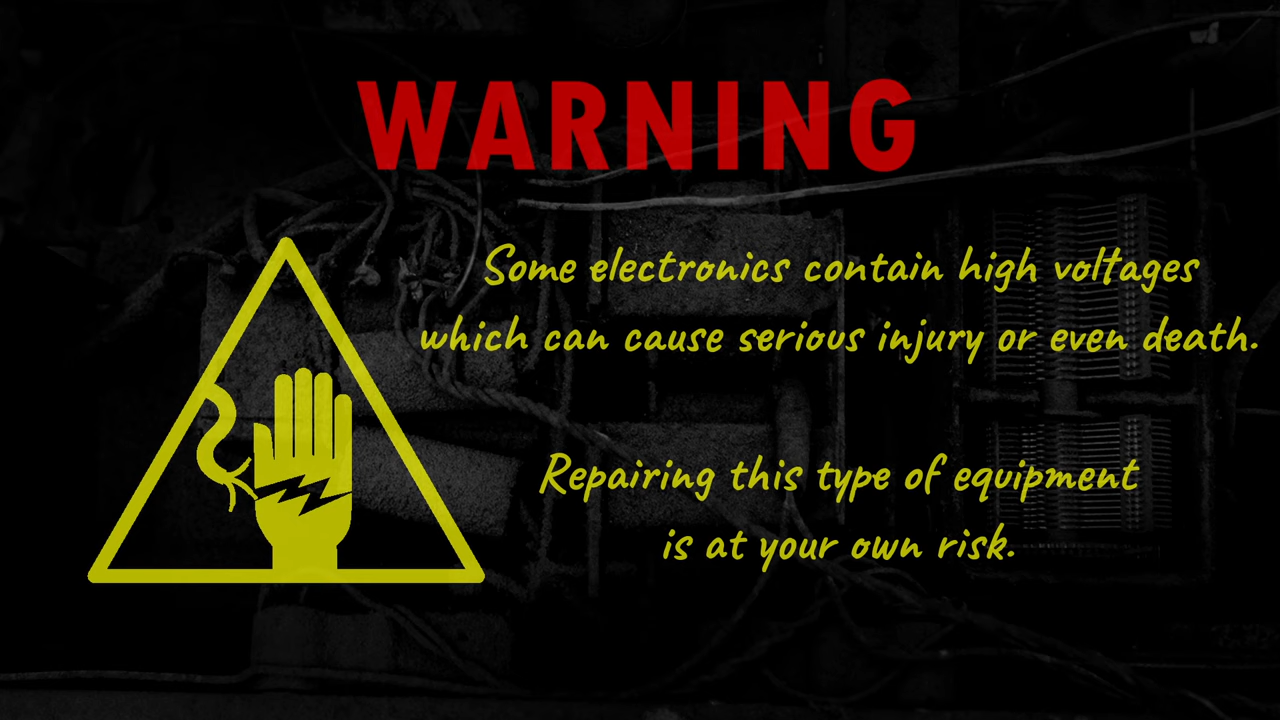 WARNING
Some electronics contain high voltages
which can cause serious injury or even death.
Repairing this type of equipment
is at your own risk.